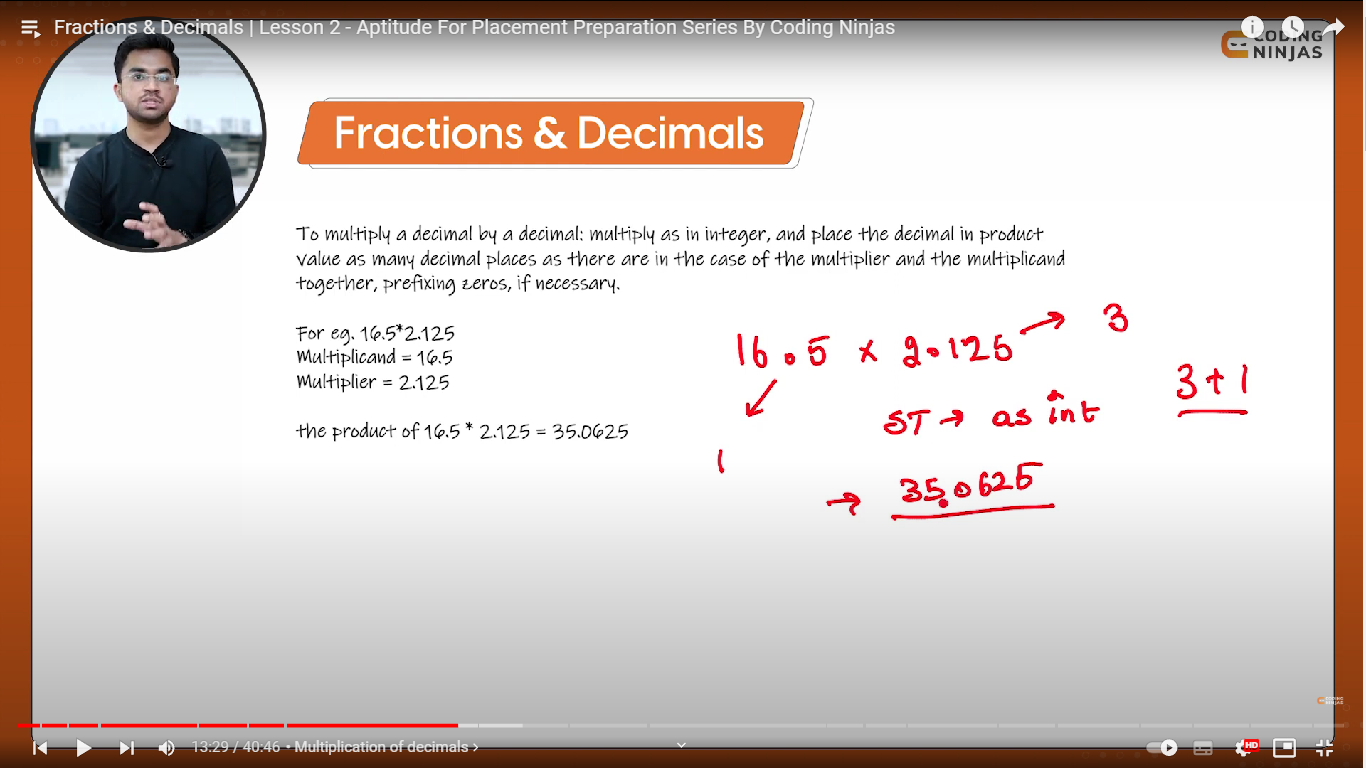 Fractions & Decimals | Lesson 2 - Aptitude For Placement Preparation Series By Coding Ninjas
CODING
NINJAS
Fractions & Decimals
To multiply a decimal by a decimal: multiply as in integer, and place the decimal in product
value as many decimal places as there are in the case of the multiplier and the multiplicand
together, prefixing zeros, if necessary.
For eg. 16.5*2.125
Multiplicand = 16.5
Multiplier = 2.125
the product of 16.5 * 2.125 = 35.0625
16.5 × 2.125 → 3
3+1
ST → as int
1
→ 35.0625
CODING
NINJAS
13:29 / 40:46 • Multiplication of decimals ›
HD